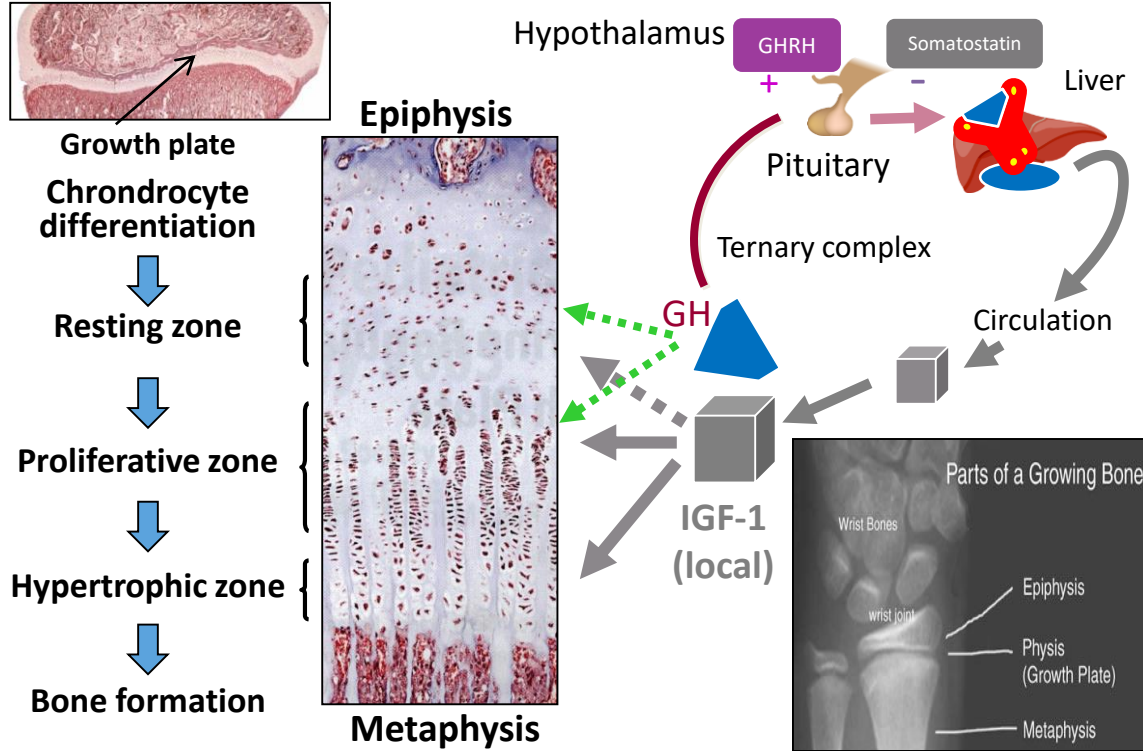 Growth plate
Chrondrocyte
differentiation
Resting zone
Proliferative zone
Hypertrophic zone
Bone formation
Epiphysis
Metaphysis
Hypothalamus
GHRH
+
Somatostatin
-
Liver
Pituitary
Ternary complex
GH
Circulation
IGF-1
(local)
Parts of a Growing Bone
Wrist Bones
wrist joint
Epiphysis
Physis
(Growth Plate)
Metaphysis